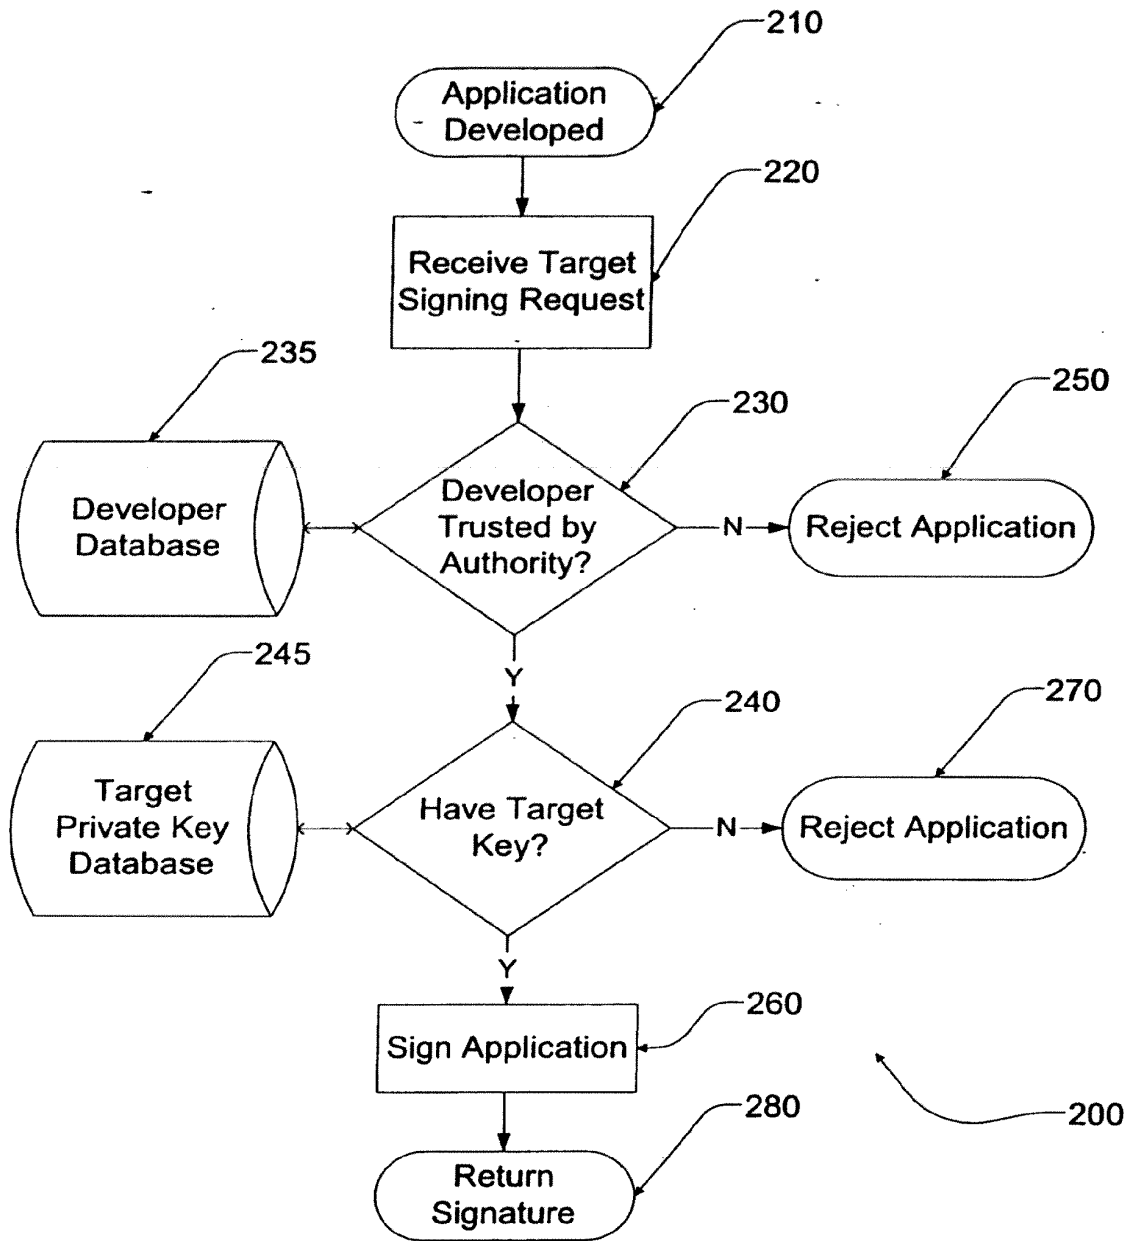 210
Application
Developed
220
Receive Target
Signing Request
235
230
250
Developer
Database
Developer
Trusted by
Authority?
N
Reject Application
Y
245
240
270
Target
Private Key
Database
Have Target
Key?
N
Reject Application
Y
260
Sign Application
280
200
Return
Signature